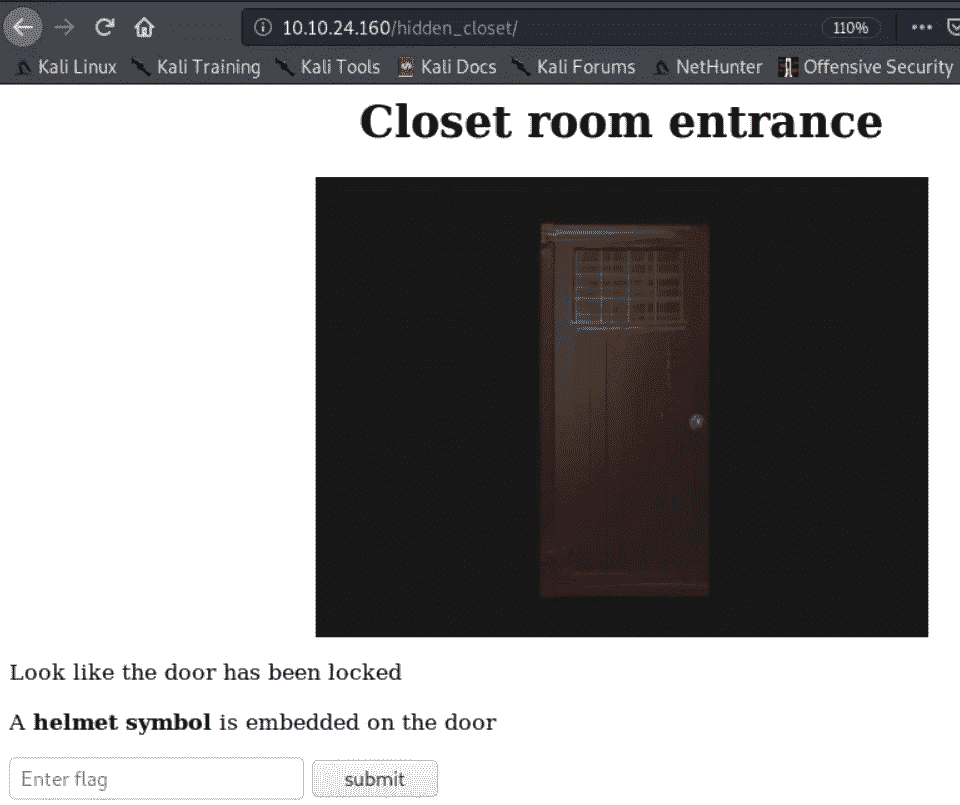 10.10.24.160/hidden_closet/ 110%
Kali Linux Kali Training Kali Tools Kali Docs Kali Forums NetHunter Offensive Security
Closet room entrance
Look like the door has been locked
A helmet symbol is embedded on the door
Enter flag submit